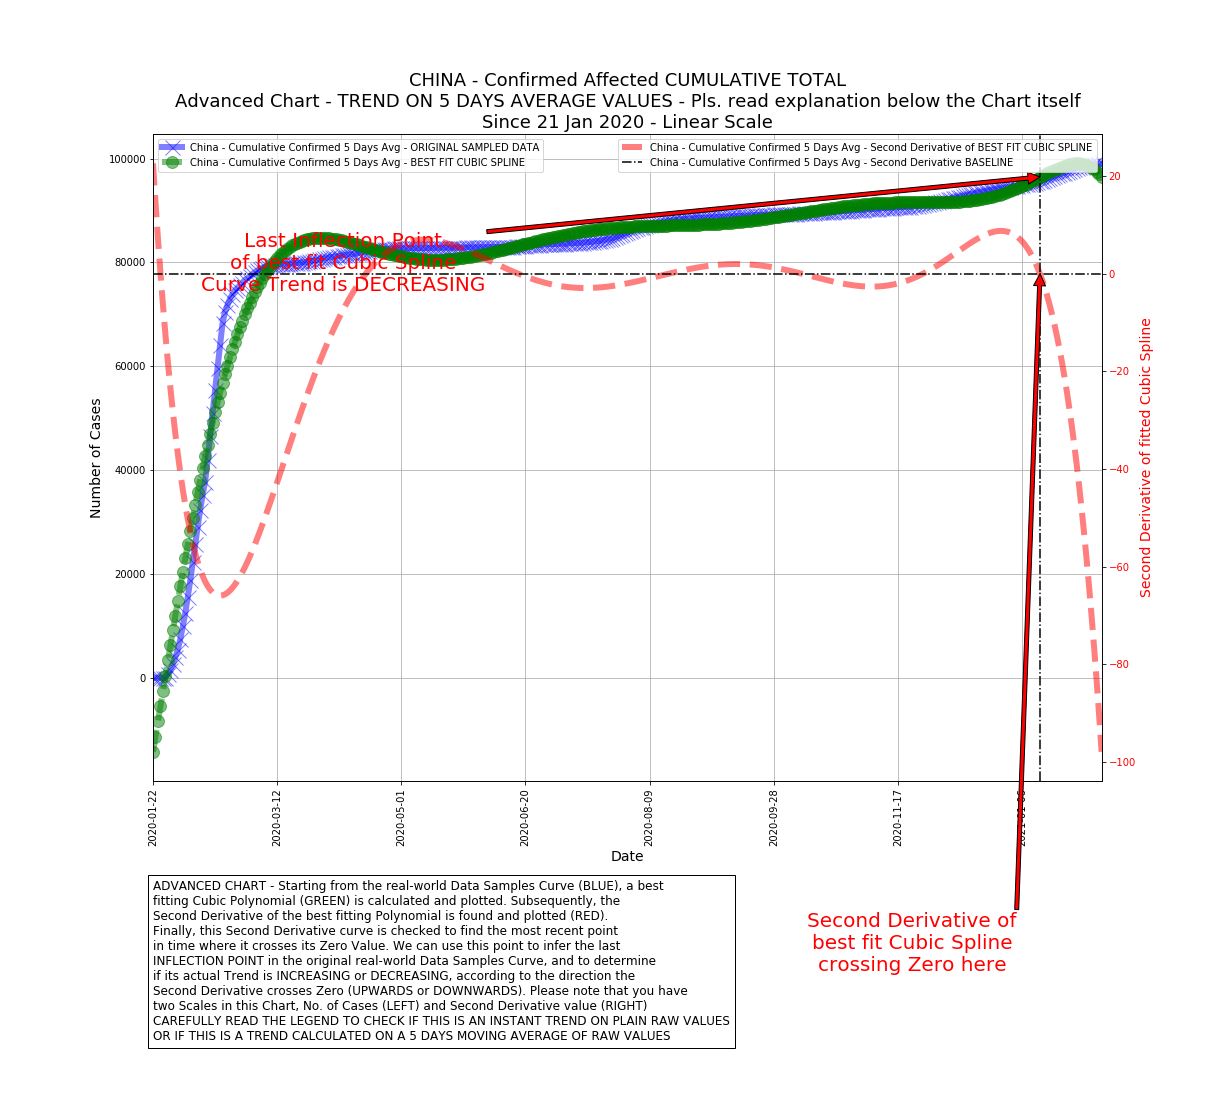 CHINA - Confirmed Affected CUMULATIVE TOTAL
Advanced Chart - TREND ON 5 DAYS AVERAGE VALUES - Pls. read explanation below the Chart itself
Since 21 Jan 2020 - Linear Scale
China - Cumulative Confirmed 5 Days Avg - ORIGINAL SAMPLED DATA
China - Cumulative Confirmed 5 Days Avg - BEST FIT CUBIC SPLINE
China - Cumulative Confirmed 5 Days Avg - Second Derivative of BEST FIT CUBIC SPLINE
China - Cumulative Confirmed 5 Days Avg - Second Derivative BASELINE
Last Inflection Point
of best fit Cubic Spline
Curve Trend is DECREASING
Number of Cases
100000
80000
60000
40000
20000
0
20
0
−20
−40
−60
−80
−100
Second Derivative of fitted Cubic Spline
2020-01-22
2020-03-12
2020-05-01
2020-06-20
2020-08-09
2020-09-28
2020-11-17
2021-01-06
Date
Second Derivative of
best fit Cubic Spline
crossing Zero here
ADVANCED CHART - Starting from the real-world Data Samples Curve (BLUE), a best
fitting Cubic Polynomial (GREEN) is calculated and plotted. Subsequently, the
Second Derivative of the best fitting Polynomial is found and plotted (RED).
Finally, this Second Derivative curve is checked to find the most recent point
in time where it crosses its Zero Value. We can use this point to infer the last
INFLECTION POINT in the original real-world Data Samples Curve, and to determine
if its actual Trend is INCREASING or DECREASING, according to the direction the
Second Derivative crosses Zero (UPWARDS or DOWNWARDS). Please note that you have
two Scales in this Chart, No. of Cases (LEFT) and Second Derivative value (RIGHT)
CAREFULLY READ THE LEGEND TO CHECK IF THIS IS AN INSTANT TREND ON PLAIN RAW VALUES
OR IF THIS IS A TREND CALCULATED ON A 5 DAYS MOVING AVERAGE OF RAW VALUES